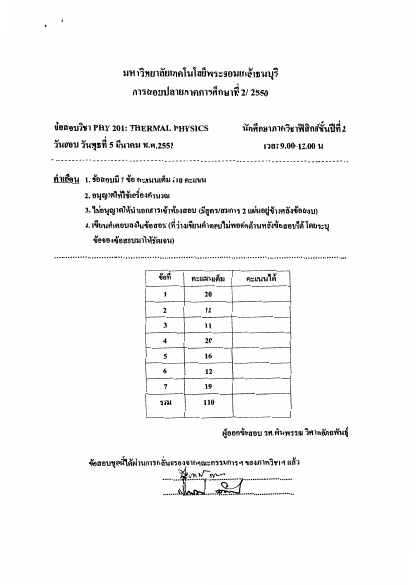 มหาวิทยาลัยเทคโนโลยีพระจอมเกล้าธนบุรี
การสอบปลายภาคการศึกษาที่ 2/ 2550
ข้อสอบวิชา PHY 201: THERMAL PHYSICS นักศึกษาภาควิชาฟิสิกส์ชั้นปีที่ 2
วันสอบ วันพุธที่ 5 มีนาคม พ.ศ.2551 เวลา 9.00-12.00 น
คำเตือน 1. ข้อสอบมี 7 ข้อ คะแนนเต็ม 110 คะแนน
2. อนุญาตให้ใช้เครื่องคำนวณ
3. ไม่อนุญาตให้นำเอกสารเข้าห้องสอบ (มีสูตร/สมการ 2 แผ่นอยู่ข้างหลังข้อสอบ)
4. เขียนคำตอบลงในข้อสอบ (ที่ว่างเขียนคำตอบไม่พอต่อด้านหลังข้อสอบก็ได้ โดยระบุ
ข้อของข้อสอบมาให้ชัดเจน)
ข้อที่ คะแนนเต็ม คะแนนได้
1 20
2 12
3 11
4 20
5 16
6 12
7 19
รวม 110
ผู้ออกข้อสอบ รศ.พันพรรณ
ข้อสอบชุดนี้ได้ผ่านการกลั่นกรองจากคณะกรรมการฯ ของภาควิชาฯ แล้ว